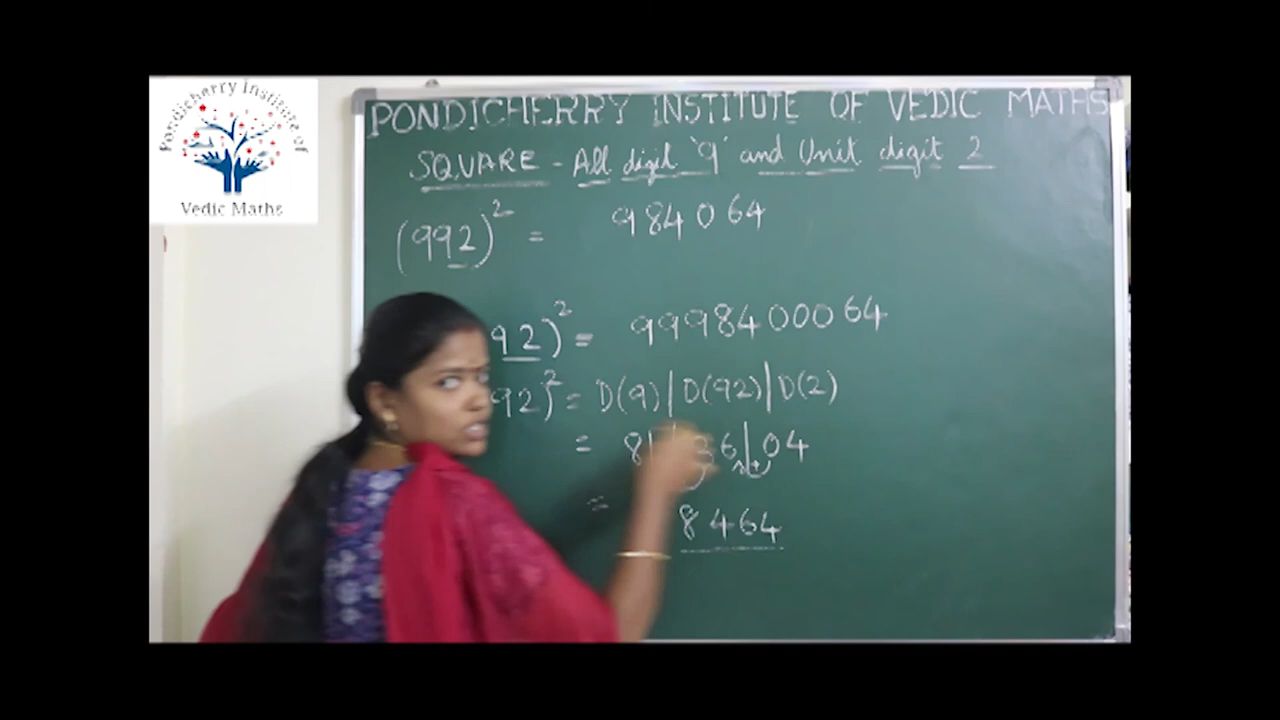 Pondicherry Institute of
Vedic Maths
PONDICHERRY INSTITUTE OF VEDIC MATHS
SQUARE - All digit '9' and Unit digit 2
(992)² = 984064
92)² = 9998400064
92)² = D(9) | D(92) | D(2)
= 8 6 | 04
= 8464